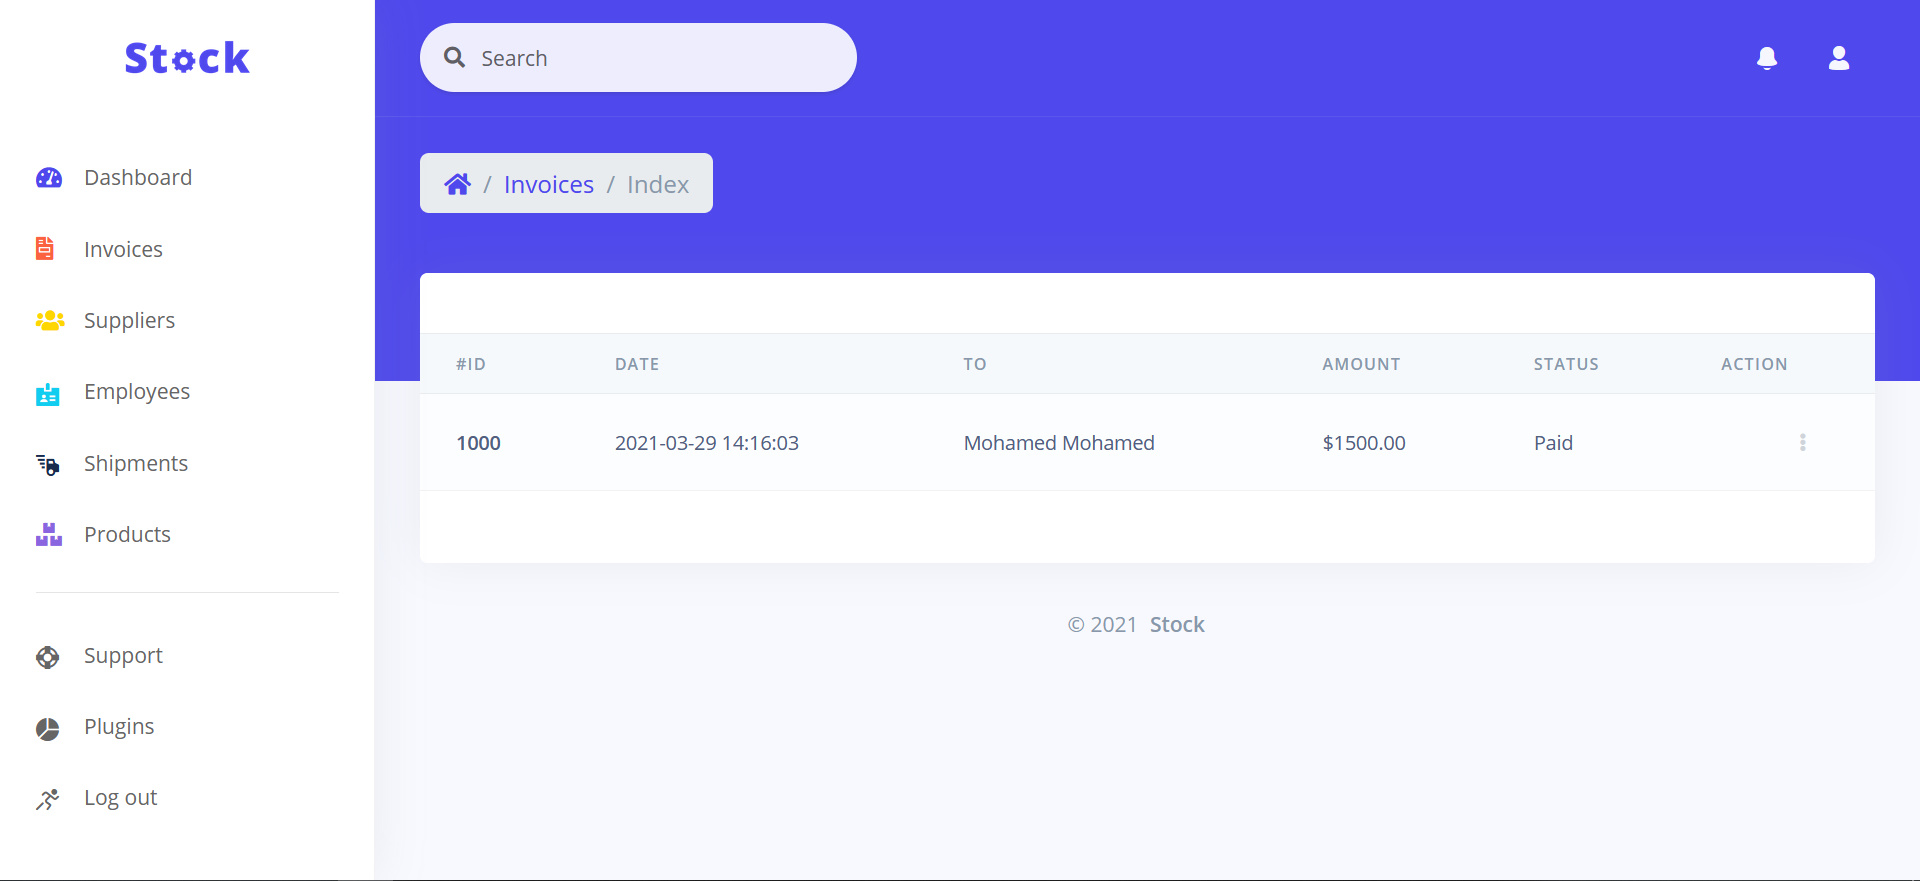 Stock
Search
Dashboard
Invoices
Suppliers
Employees
Shipments
Products
Support
Plugins
Log out
/ Invoices / Index
#ID DATE TO AMOUNT STATUS ACTION
1000 2021-03-29 14:16:03 Mohamed Mohamed $1500.00 Paid
© 2021 Stock